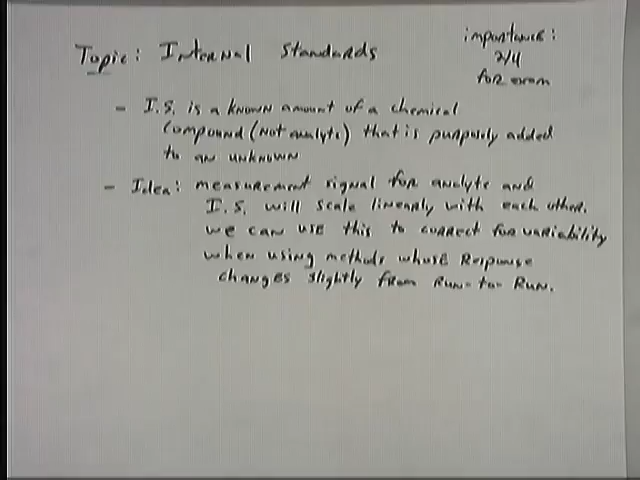 Topic: Internal Standards
importance:
2/4
for exam
- I.S. is a known amount of a chemical
compound (not analyte) that is purposly added
to an unknown
- Idea: measurement signal for analyte and
I.S. will scale linearly with each other.
we can use this to correct for variability
when using methods whose Response
changes slightly from Run-to-Run.